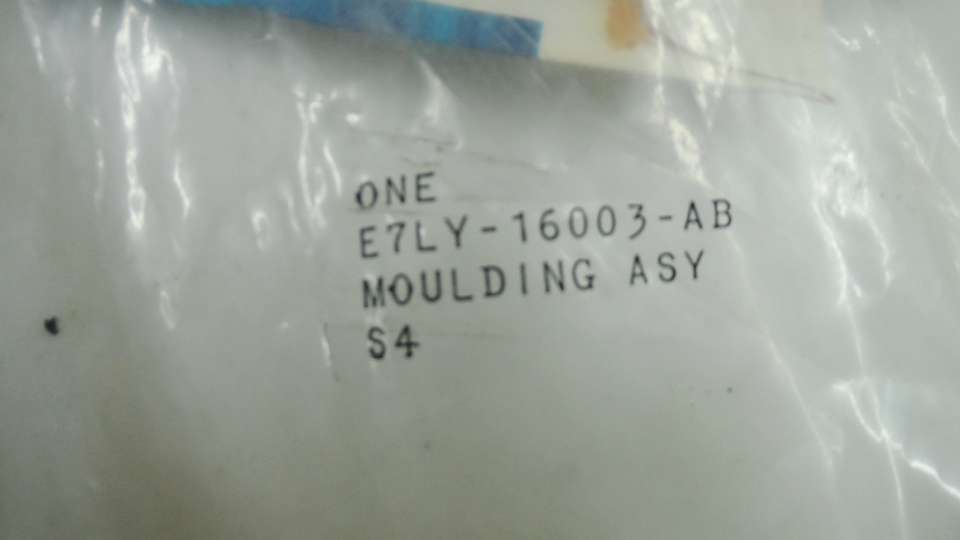 ONE
E7LY-16003-AB
MOULDING ASY
S4